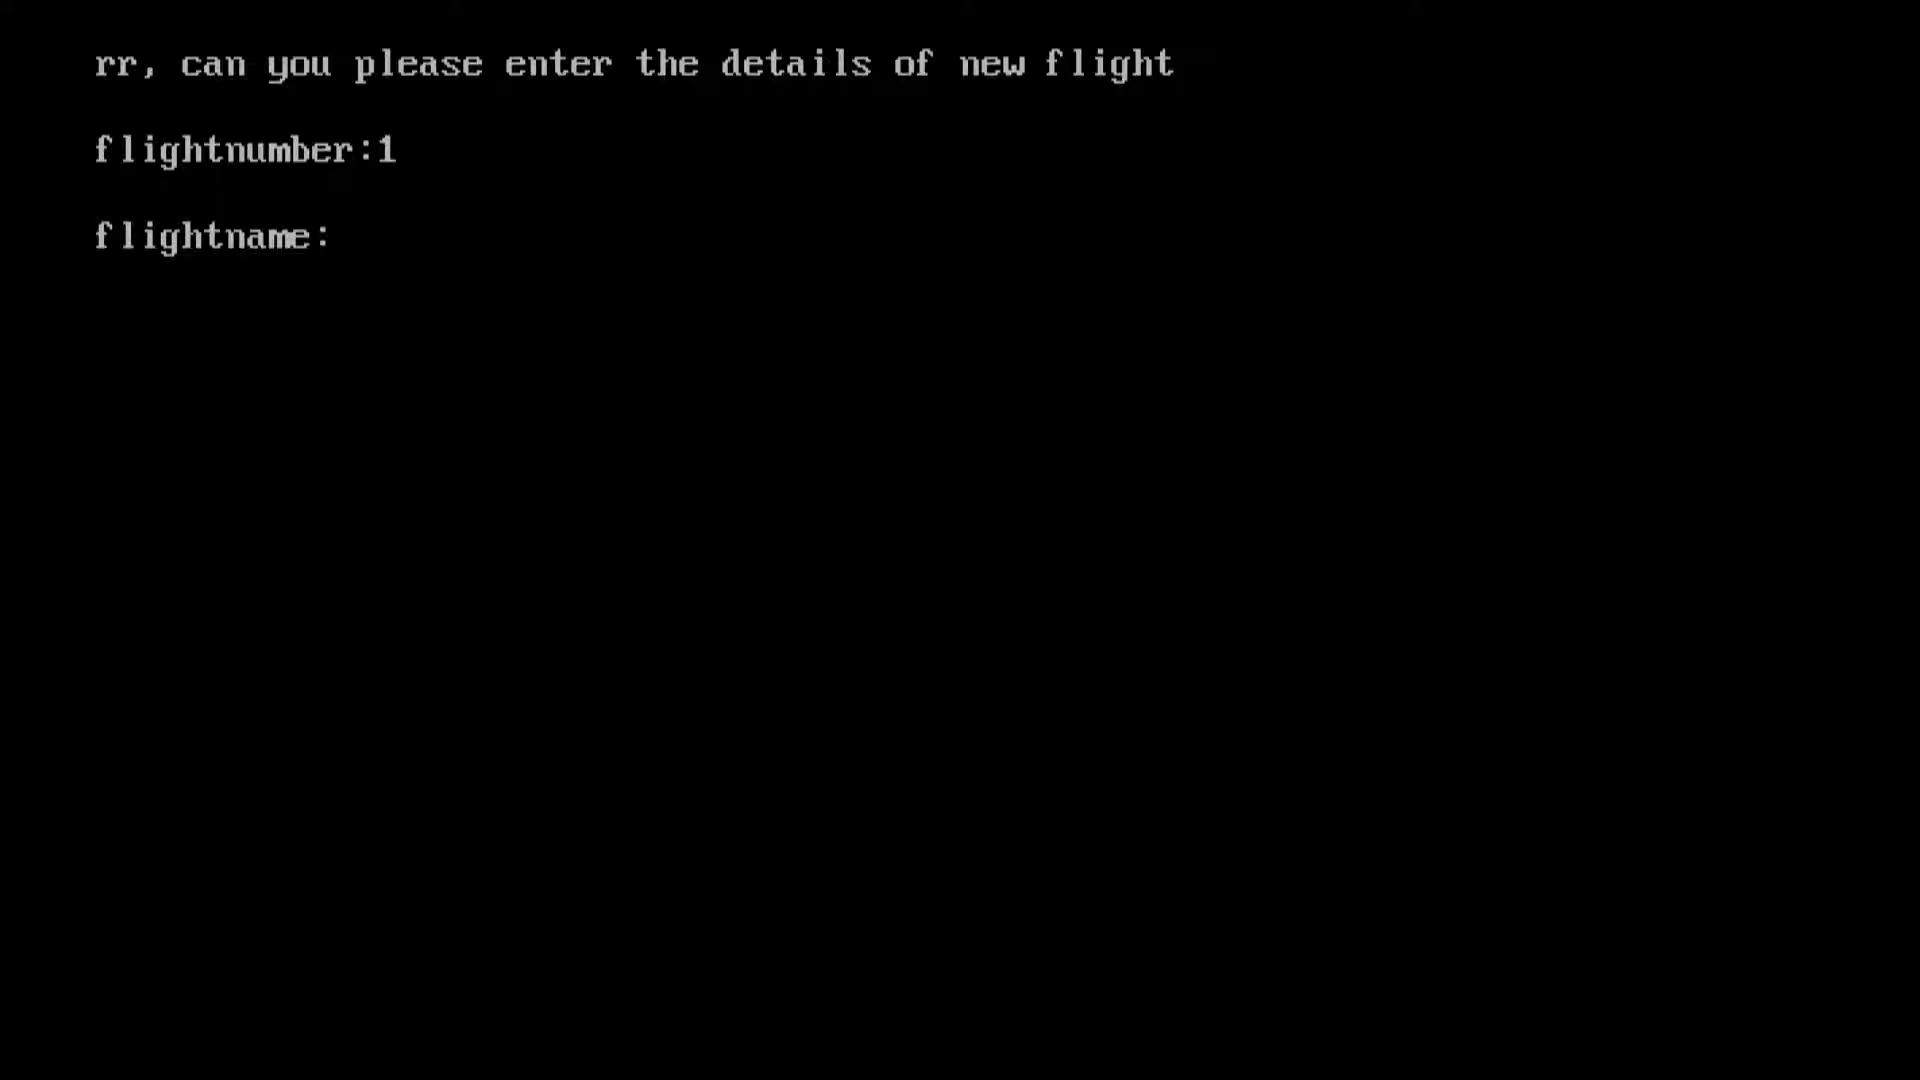 rr, can you please enter the details of new flight
flightnumber:1
flightname: